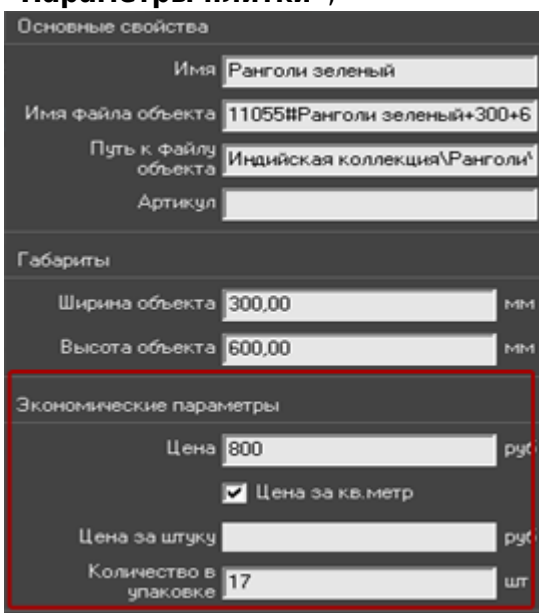 Основные свойства
Имя Ранголи зеленый
Имя файла объекта 11055#Ранголи зеленый+300+6
Путь к файлу объекта Индийская коллекция\Ранголи\
Артикул
Габариты
Ширина объекта 300,00 мм
Высота объекта 600,00 мм
Экономические параметры
Цена 800 руб
Цена за кв.метр
Цена за штуку руб
Количество в упаковке 17 шт